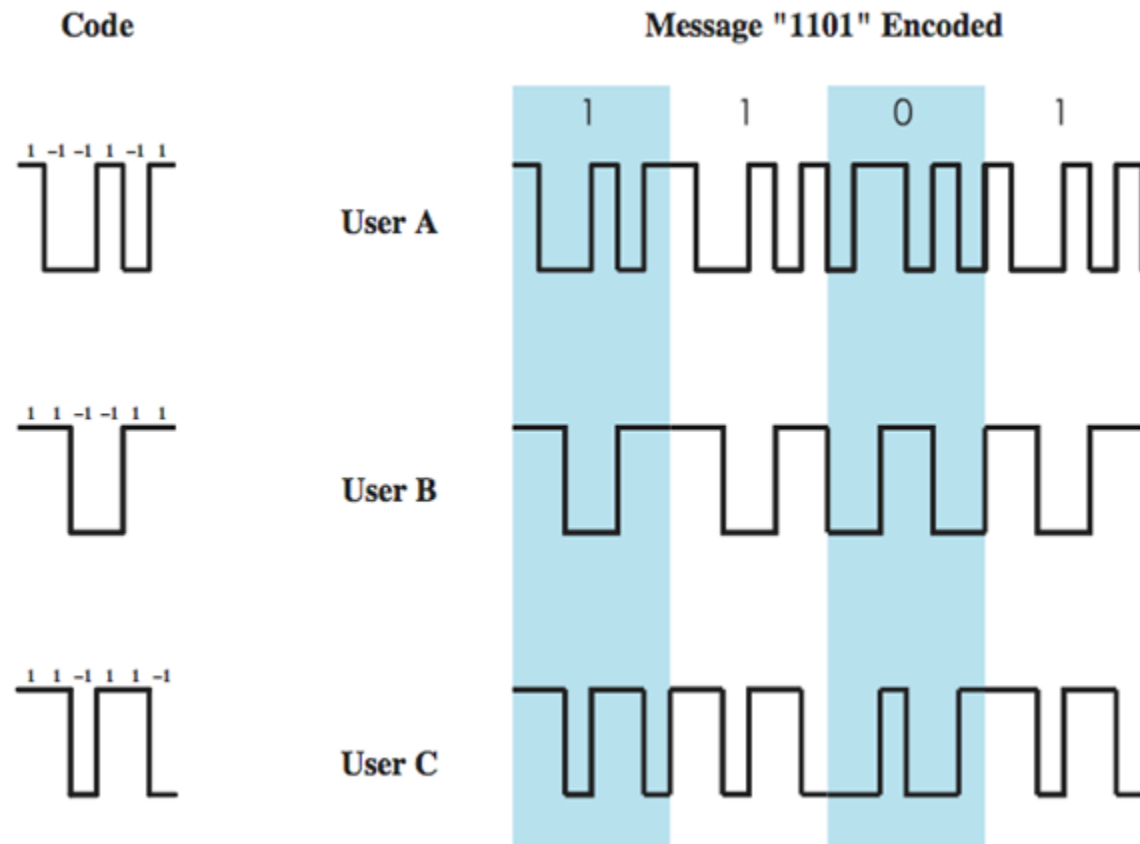 Code
Message "1101" Encoded
1 1 0 1
1 -1 -1 1 -1 1
User A
1 1 -1 -1 1 1
User B
1 1 -1 1 1 -1
User C